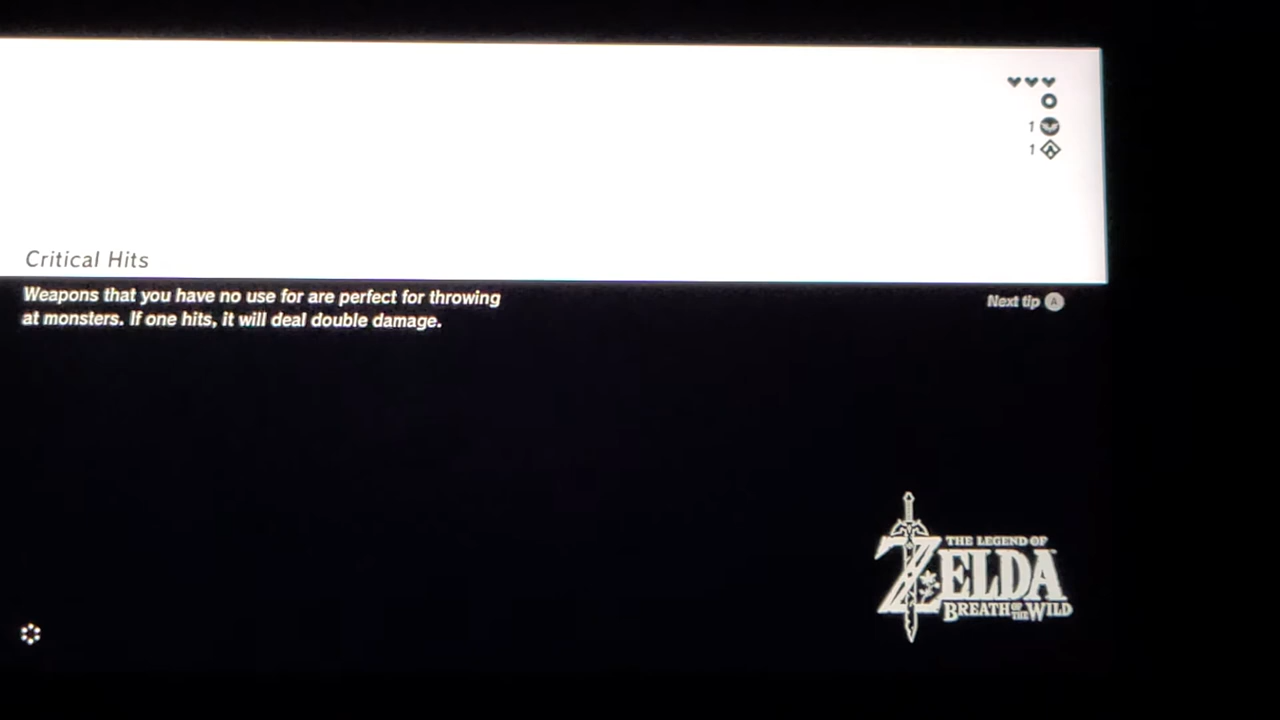 1
1
Critical Hits
Weapons that you have no use for are perfect for throwing
at monsters. If one hits, it will deal double damage.
Next tip A
THE LEGEND OF
ZELDA
BREATH OF THE WILD